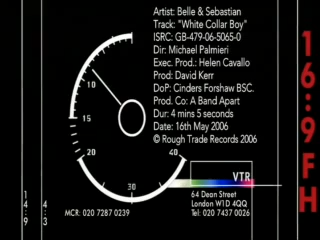 Artist: Belle & Sebastian
Track: "White Collar Boy"
ISRC: GB-479-06-5065-0
Dir: Michael Palmieri
Exec. Prod.: Helen Cavallo
Prod: David Kerr
DoP: Cinders Forshaw BSC.
Prod. Co: A Band Apart
Dur: 4 mins 5 seconds
Date: 16th May 2006
© Rough Trade Records 2006
10
15
20
30
40
VTR
64 Dean Street
London W1D 4QQ
Tel: 020 7437 0026
MCR: 020 7287 0239
14:9
4:3
16:9FH